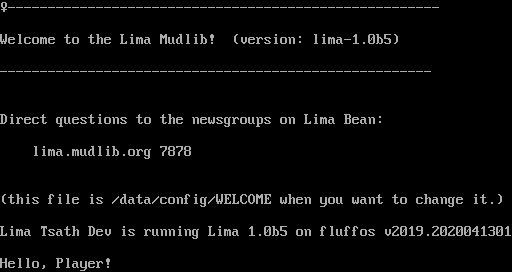 ♀------------------------------------------------------
Welcome to the Lima Mudlib!  (version: lima-1.0b5)
------------------------------------------------------
Direct questions to the newsgroups on Lima Bean:
lima.mudlib.org 7878
(this file is /data/config/WELCOME when you want to change it.)
Lima Tsath Dev is running Lima 1.0b5 on fluffos v2019.2020041301
Hello, Player!